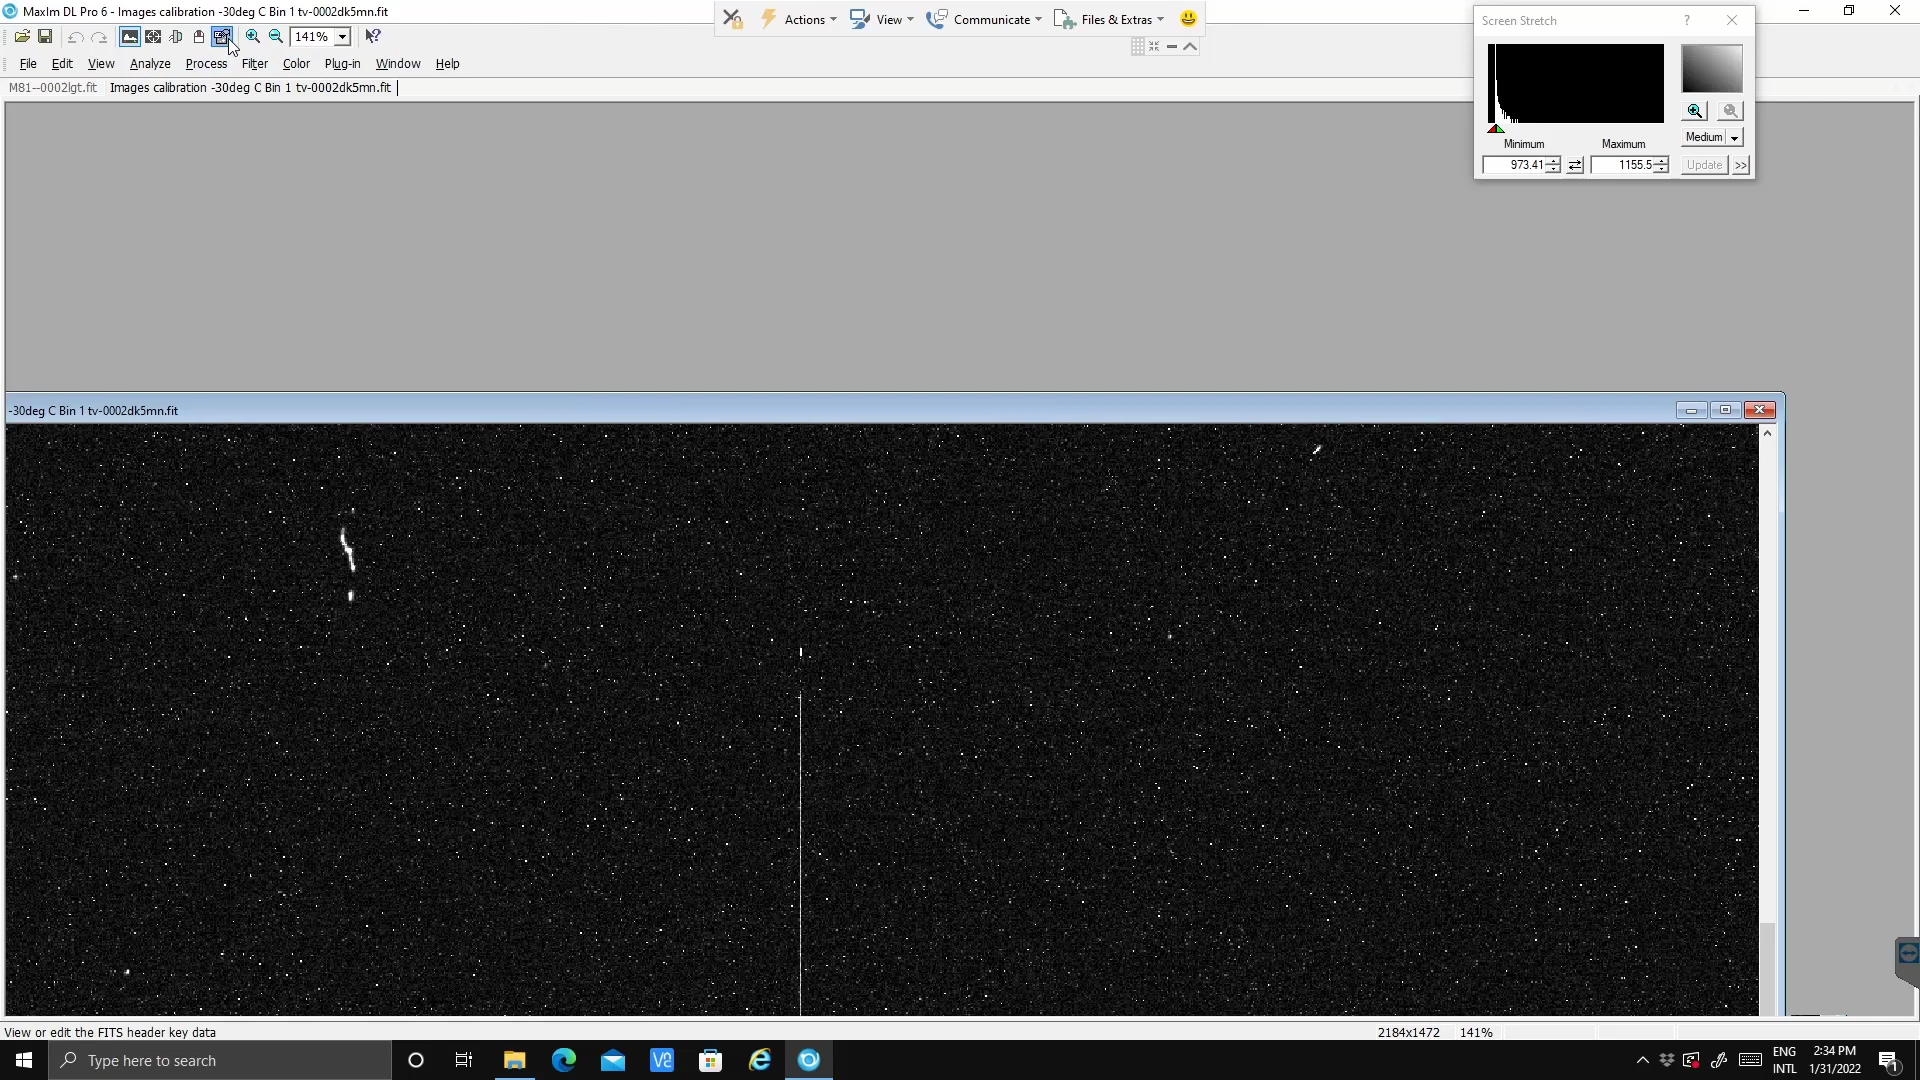 MaxIm DL Pro 6 - Images calibration -30deg C Bin 1 tv-0002dk5mn.fit
Actions
View
Communicate
Files & Extras
Screen Stretch
?
141%
File Edit View Analyze Process Filter Color Plug-in Window Help
M81--0002lgt.fit
Images calibration -30deg C Bin 1 tv-0002dk5mn.fit
Medium
Minimum
Maximum
973.41
1155.5
Update
>>
-30deg C Bin 1 tv-0002dk5mn.fit
View or edit the FITS header key data
2184x1472
141%
Type here to search
ENG
INTL
2:34 PM
1/31/2022
1